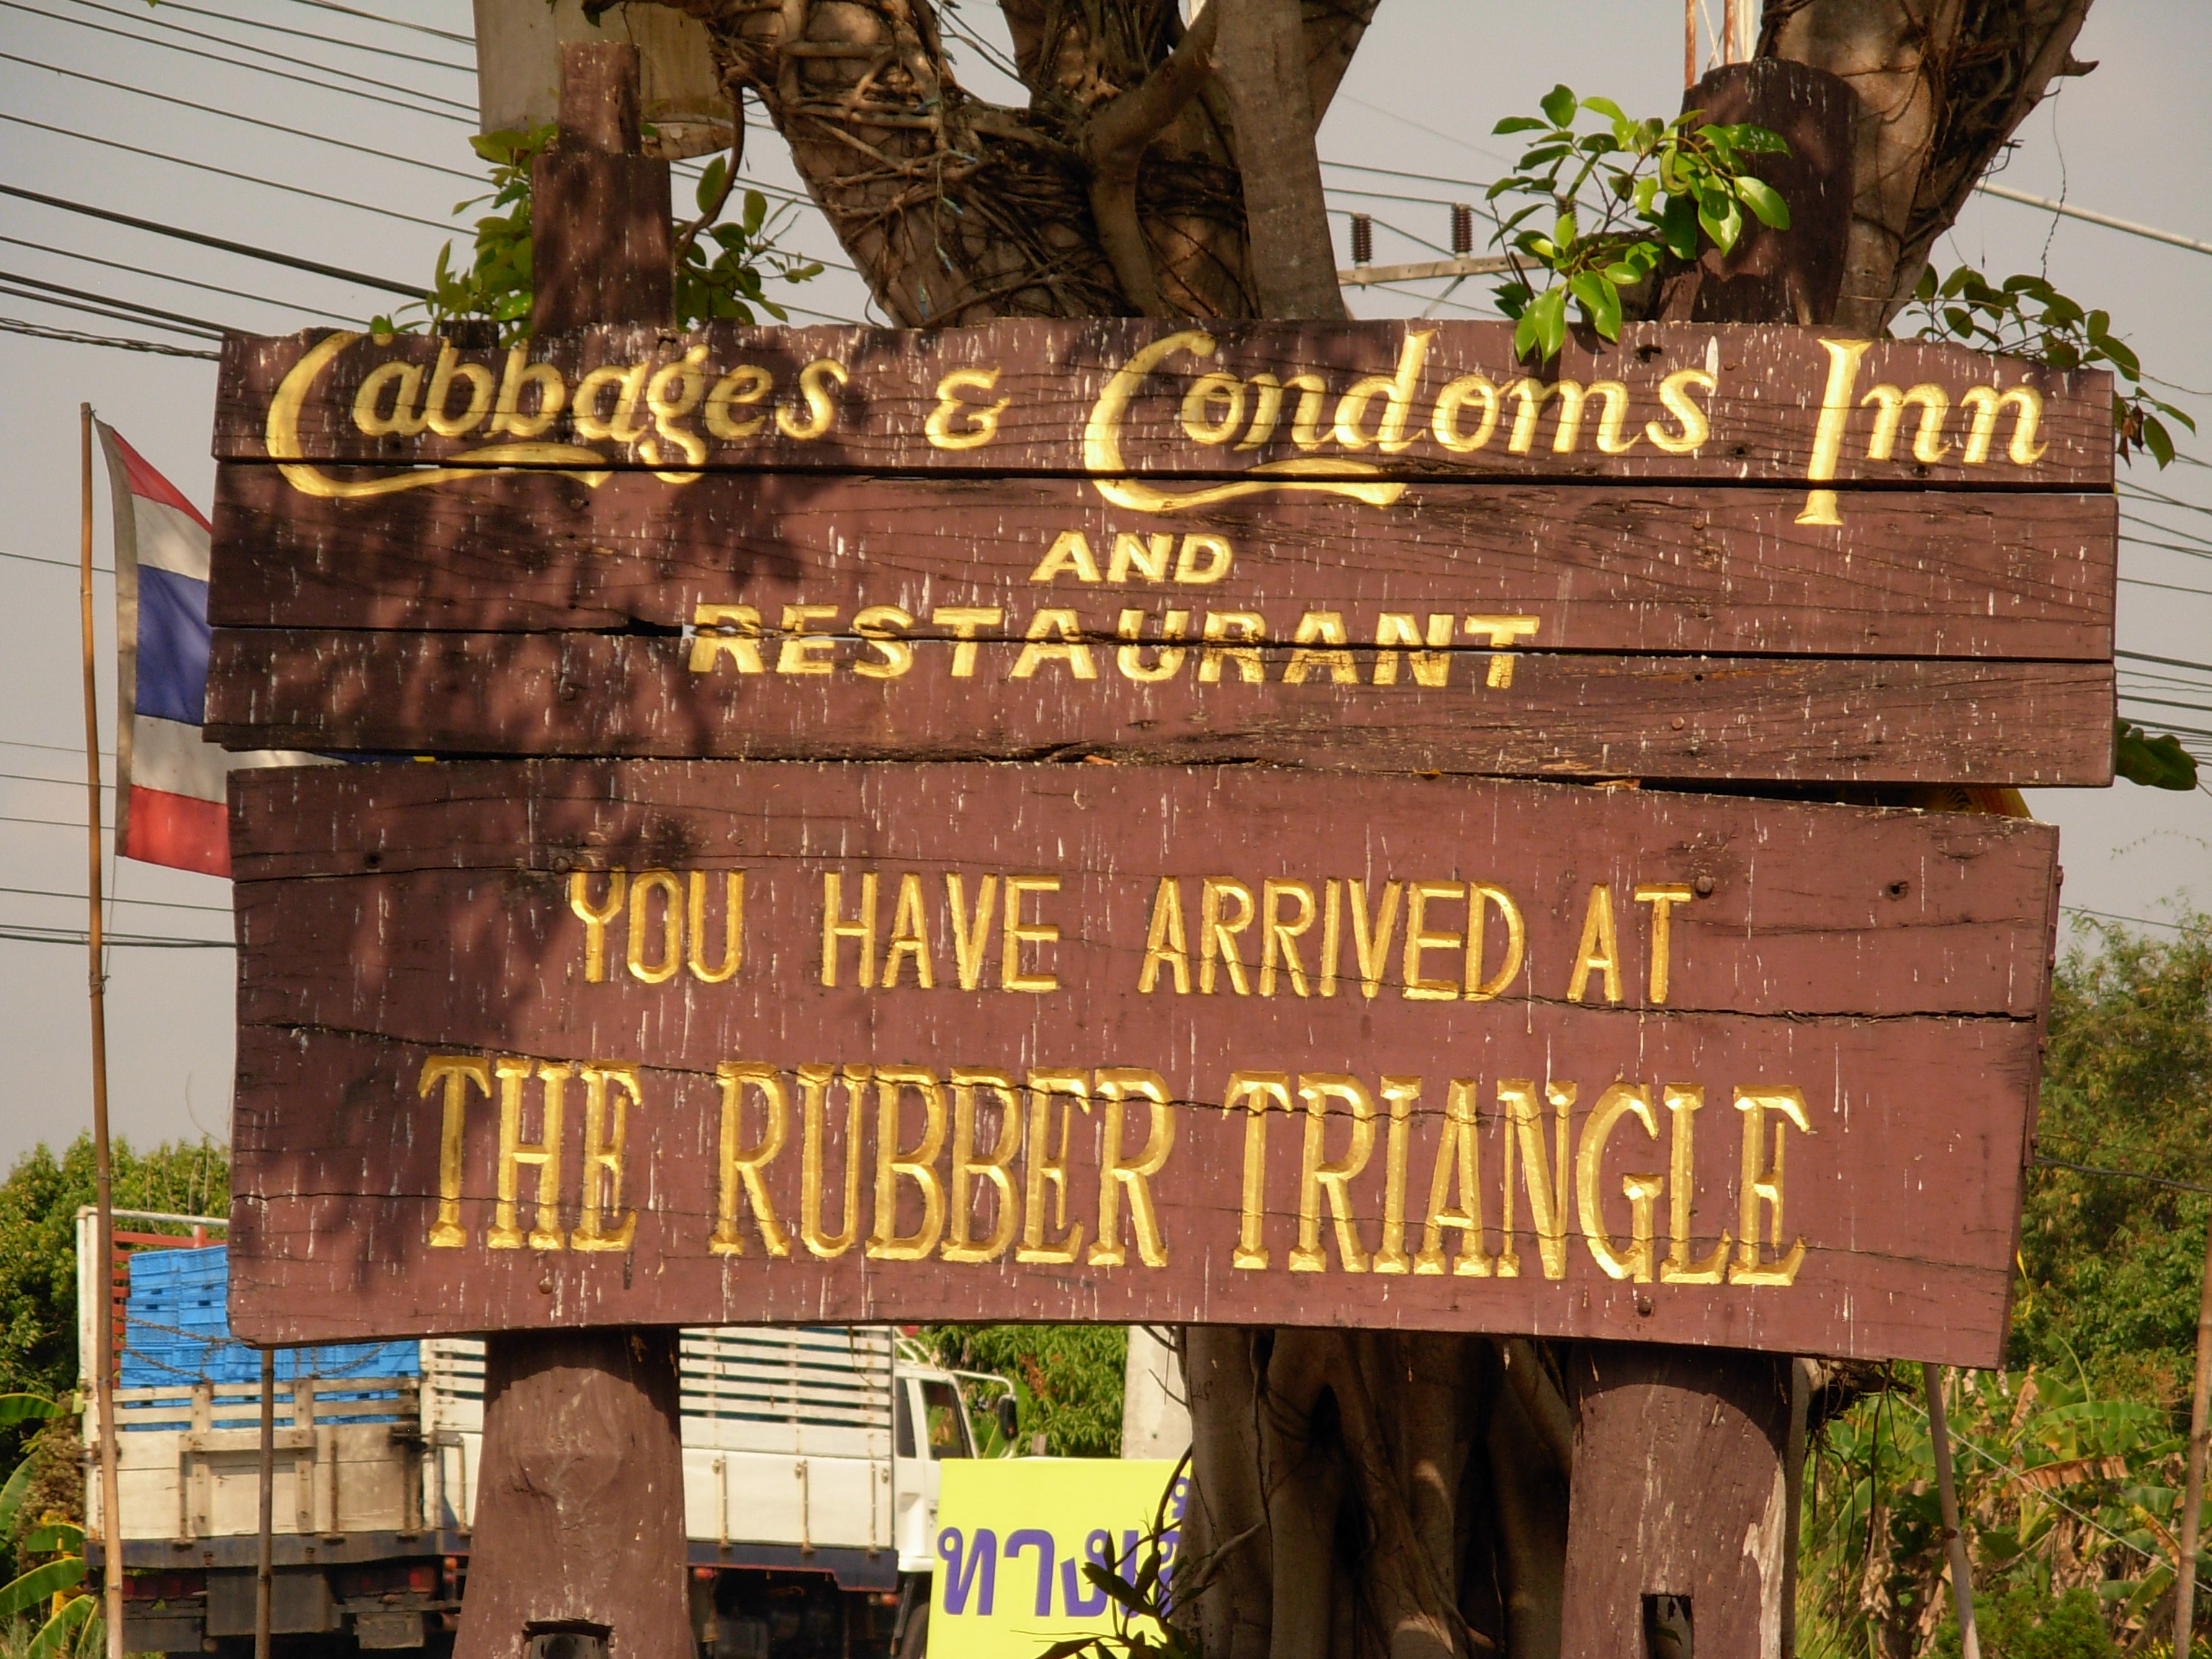 Cabbages & Condoms Inn
AND
RESTAURANT
YOU HAVE ARRIVED AT
THE RUBBER TRIANGLE